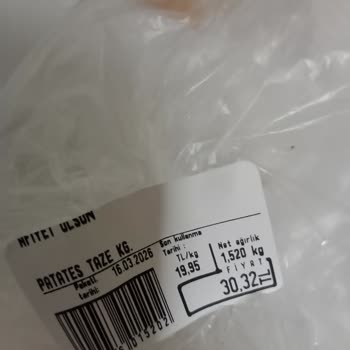 AFİYET OLSUN
PATATES TAZE KG.
Paket. tarihi: 16.03.2026
Son kullanma Tarihi :
TL/kg
19,95
Net ağırlık
1,520 kg
FİYAT
30,32 TL